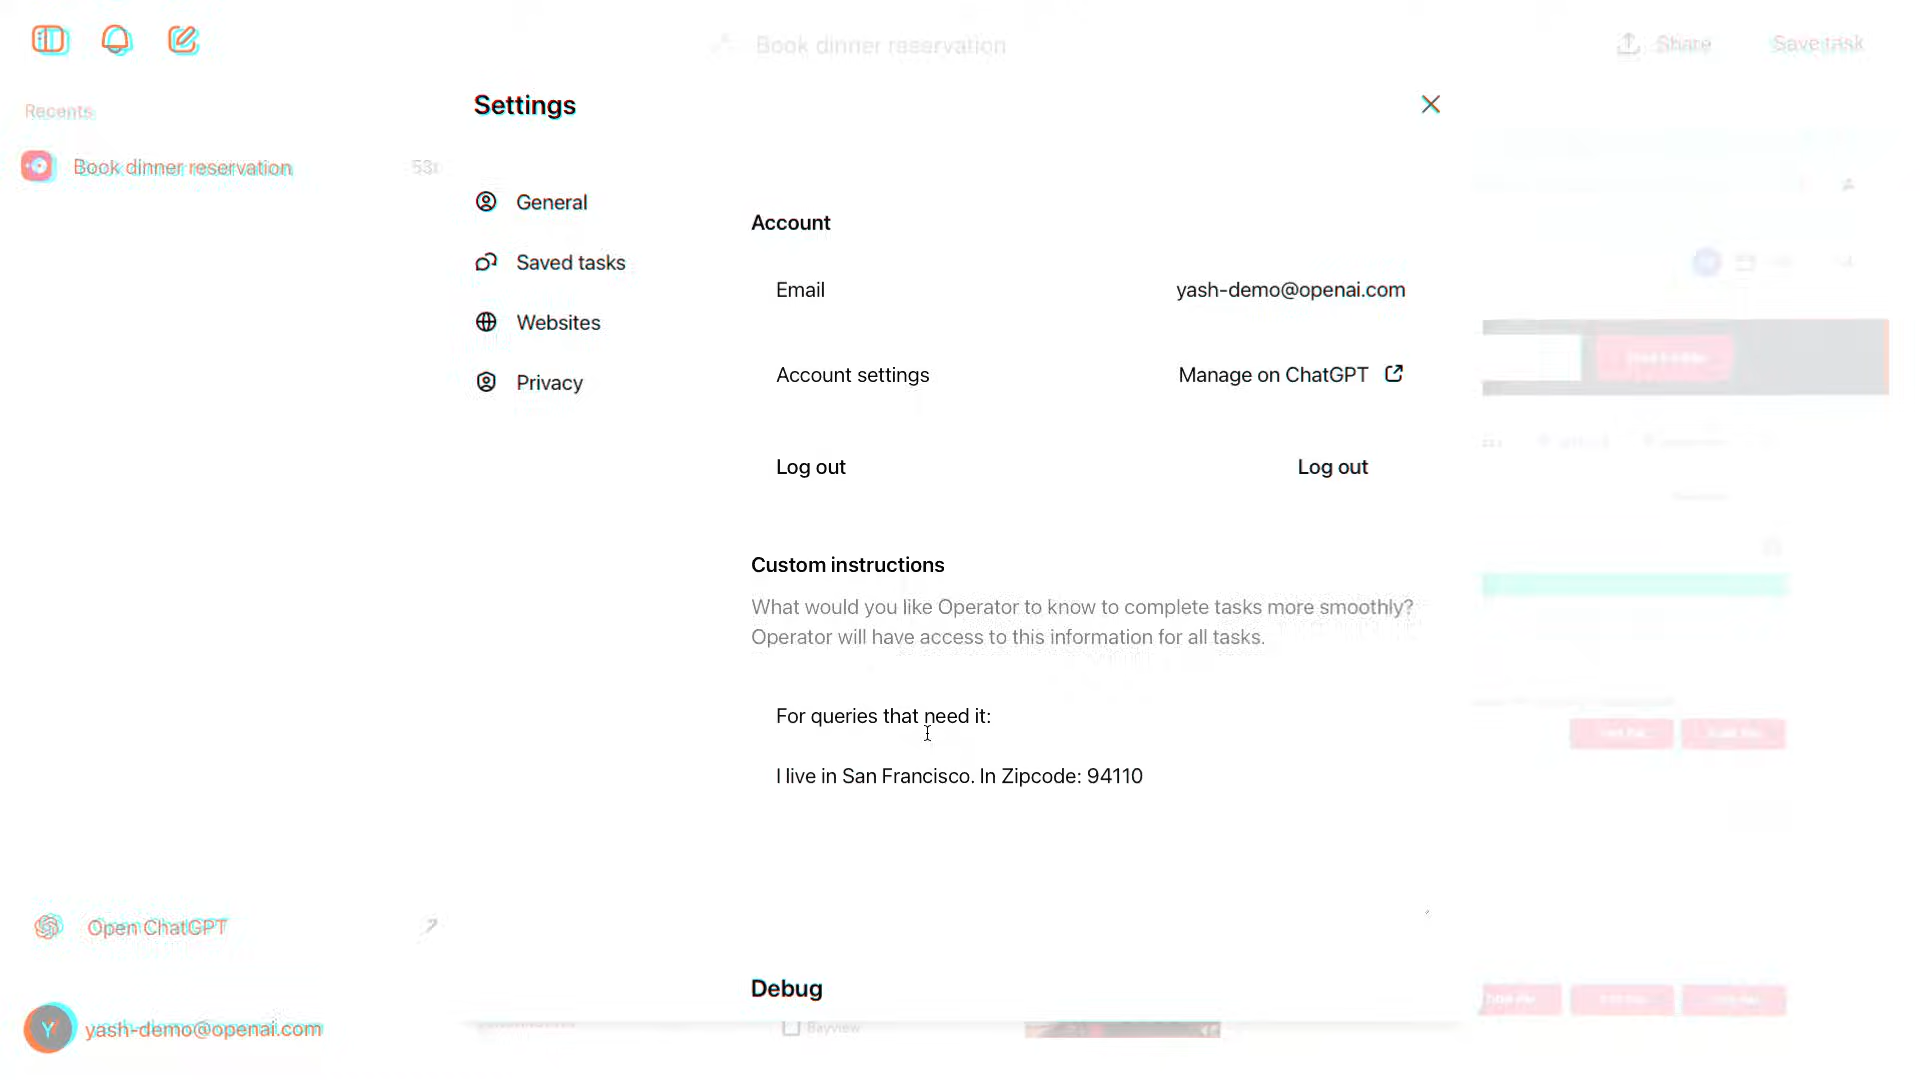 Book dinner reservation
Share
Save task
Recents
Book dinner reservation
Settings
General
Saved tasks
Websites
Privacy
Account
Email
yash-demo@openai.com
Account settings
Manage on ChatGPT
Log out
Log out
Custom instructions
What would you like Operator to know to complete tasks more smoothly?
Operator will have access to this information for all tasks.
For queries that need it:
I live in San Francisco. In Zipcode: 94110
Debug
Open ChatGPT
Y
yash-demo@openai.com
Bayview